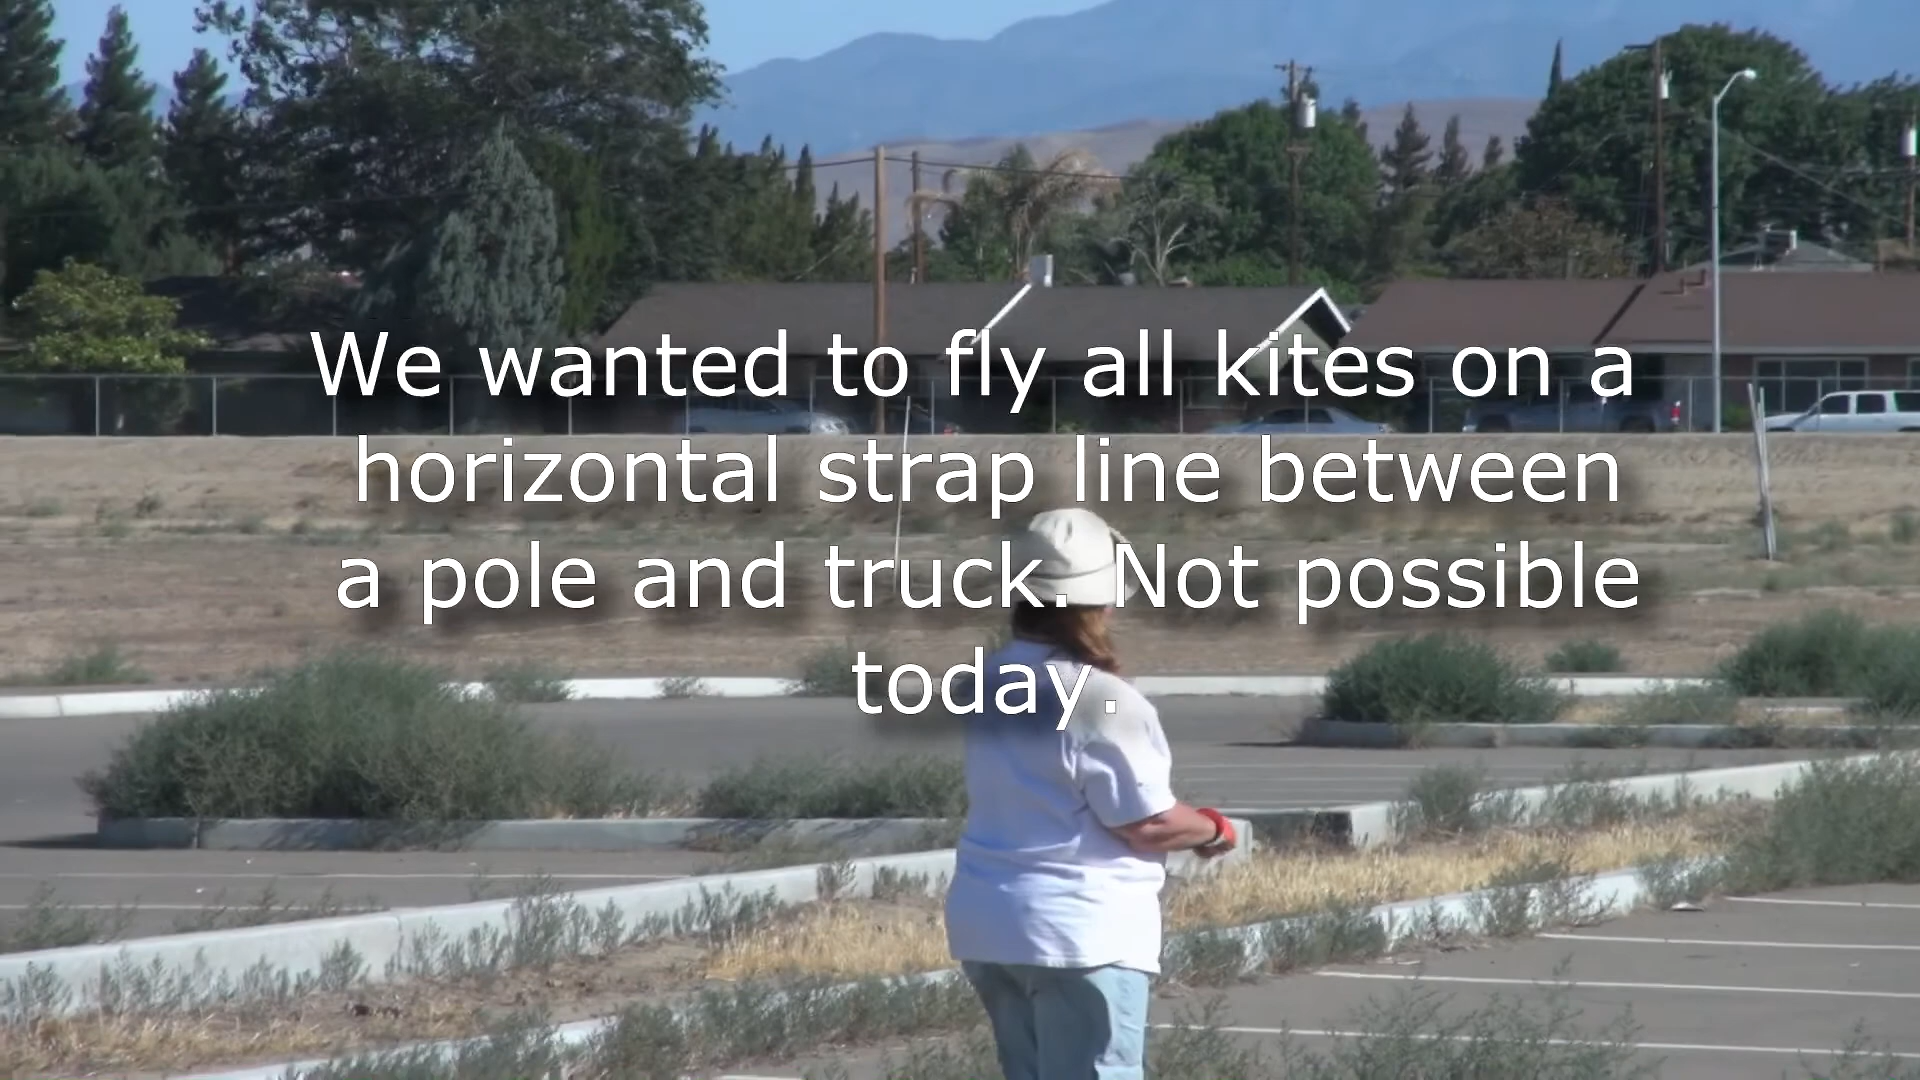 We wanted to fly all kites on a
horizontal strap line between
a pole and truck. Not possible
today.